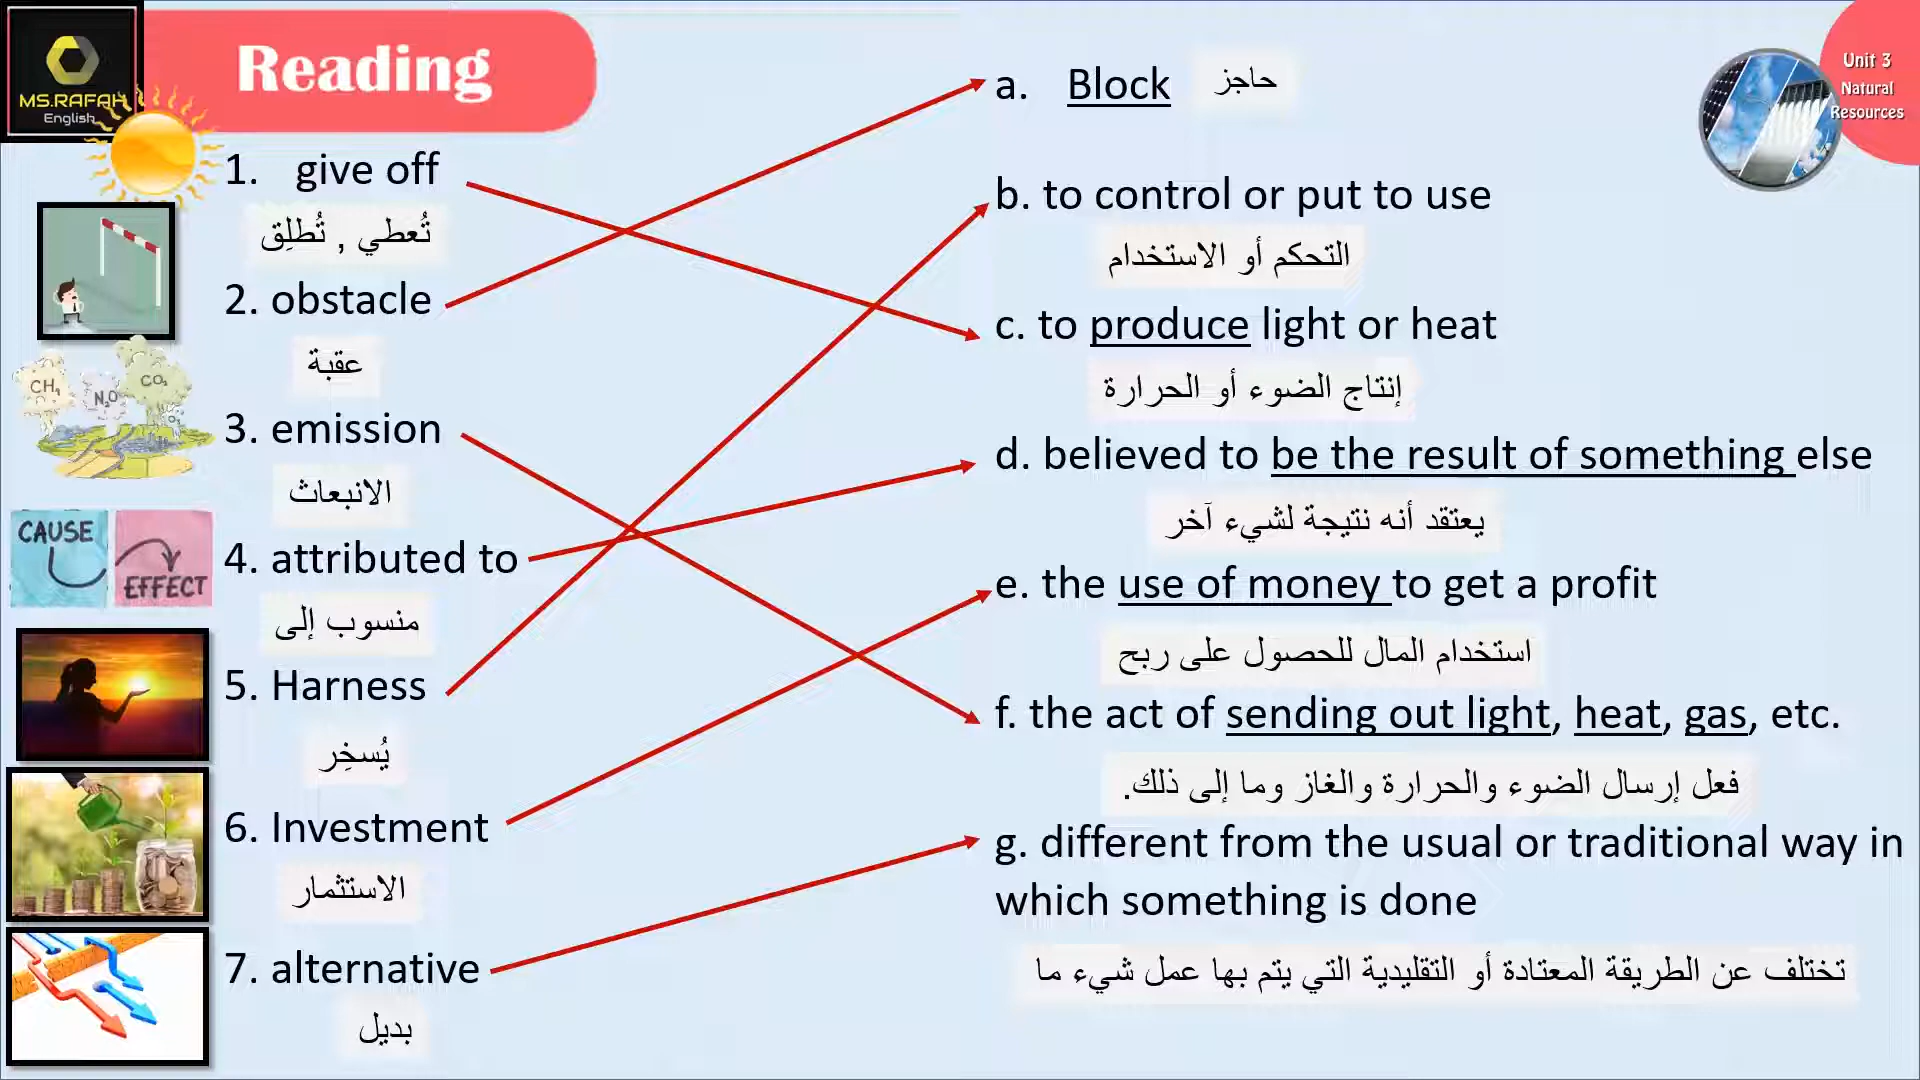 MS.RAFAH
English
Reading
Unit 3
Natural
Resources
1. give off
تُعطي , تُطلِق
2. obstacle
عقبة
3. emission
الانبعاث
4. attributed to
منسوب إلى
5. Harness
يُسخِر
6. Investment
الاستثمار
7. alternative
بديل
CH4
N2O
CO2
O3
CAUSE
EFFECT
a. Block حاجز
b. to control or put to use
التحكم أو الاستخدام
c. to produce light or heat
إنتاج الضوء أو الحرارة
d. believed to be the result of something else
يعتقد أنه نتيجة لشيء آخر
e. the use of money to get a profit
استخدام المال للحصول على ربح
f. the act of sending out light, heat, gas, etc.
فعل إرسال الضوء والحرارة والغاز وما إلى ذلك.
g. different from the usual or traditional way in
which something is done
تختلف عن الطريقة المعتادة أو التقليدية التي يتم بها عمل شيء ما